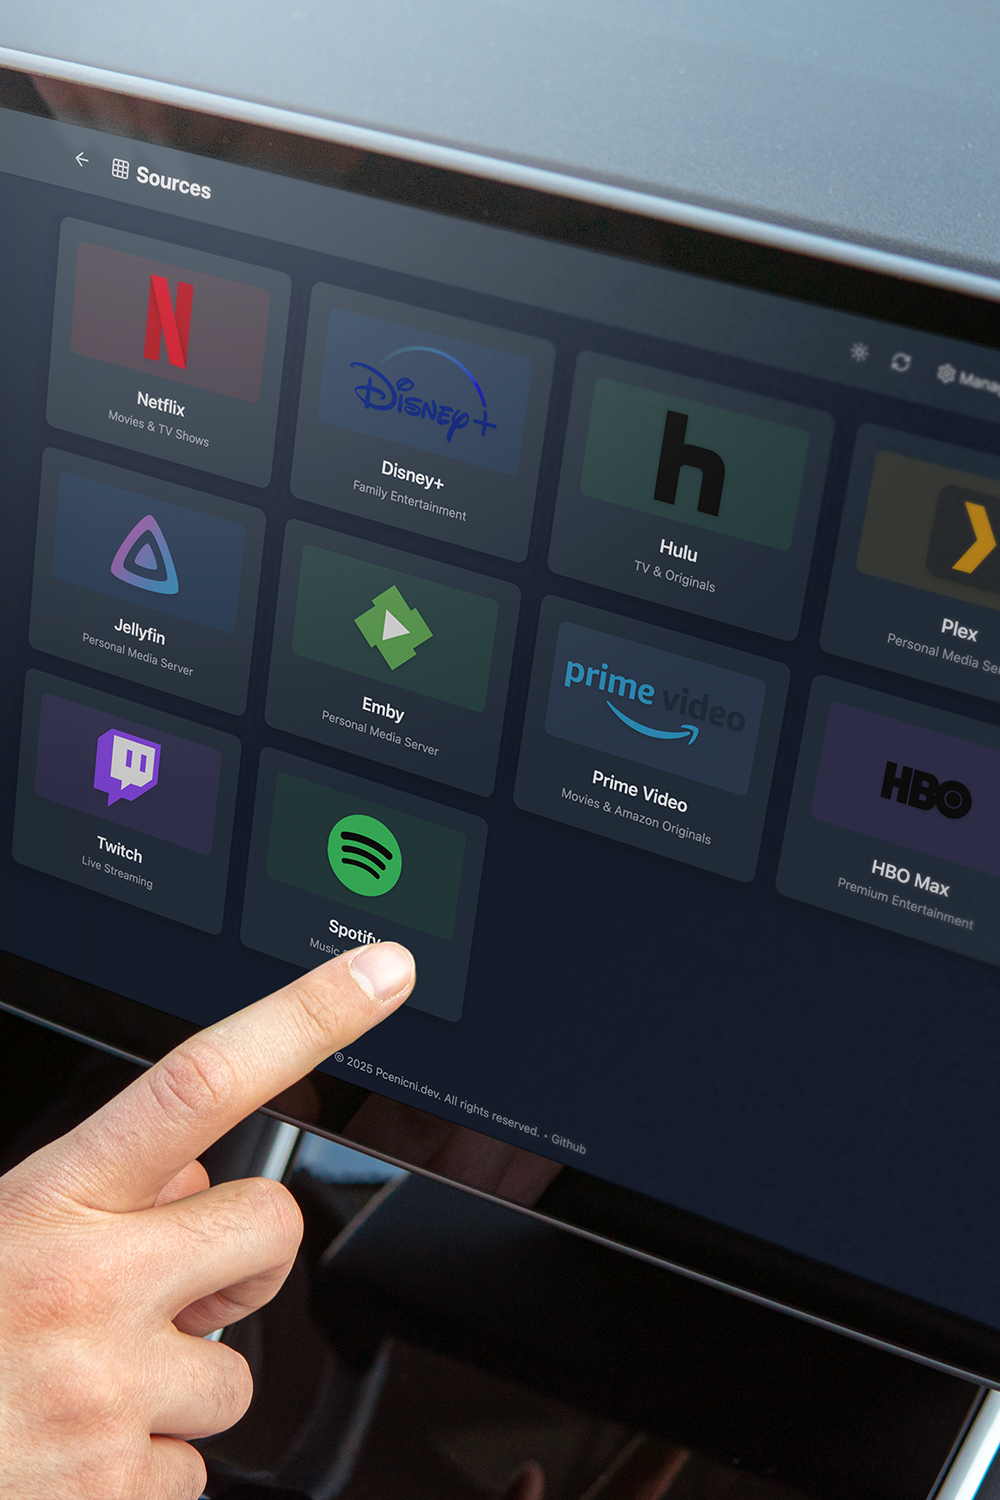 Sources
Manag
Netflix
Movies & TV Shows
Disney+
Disney+
Family Entertainment
h
Hulu
TV & Originals
Plex
Personal Media Se
Jellyfin
Personal Media Server
Emby
Personal Media Server
prime video
Prime Video
Movies & Amazon Originals
HBO
HBO Max
Premium Entertainment
Twitch
Live Streaming
Spotify
Music
© 2025 Pcenicni.dev. All rights reserved. • Github